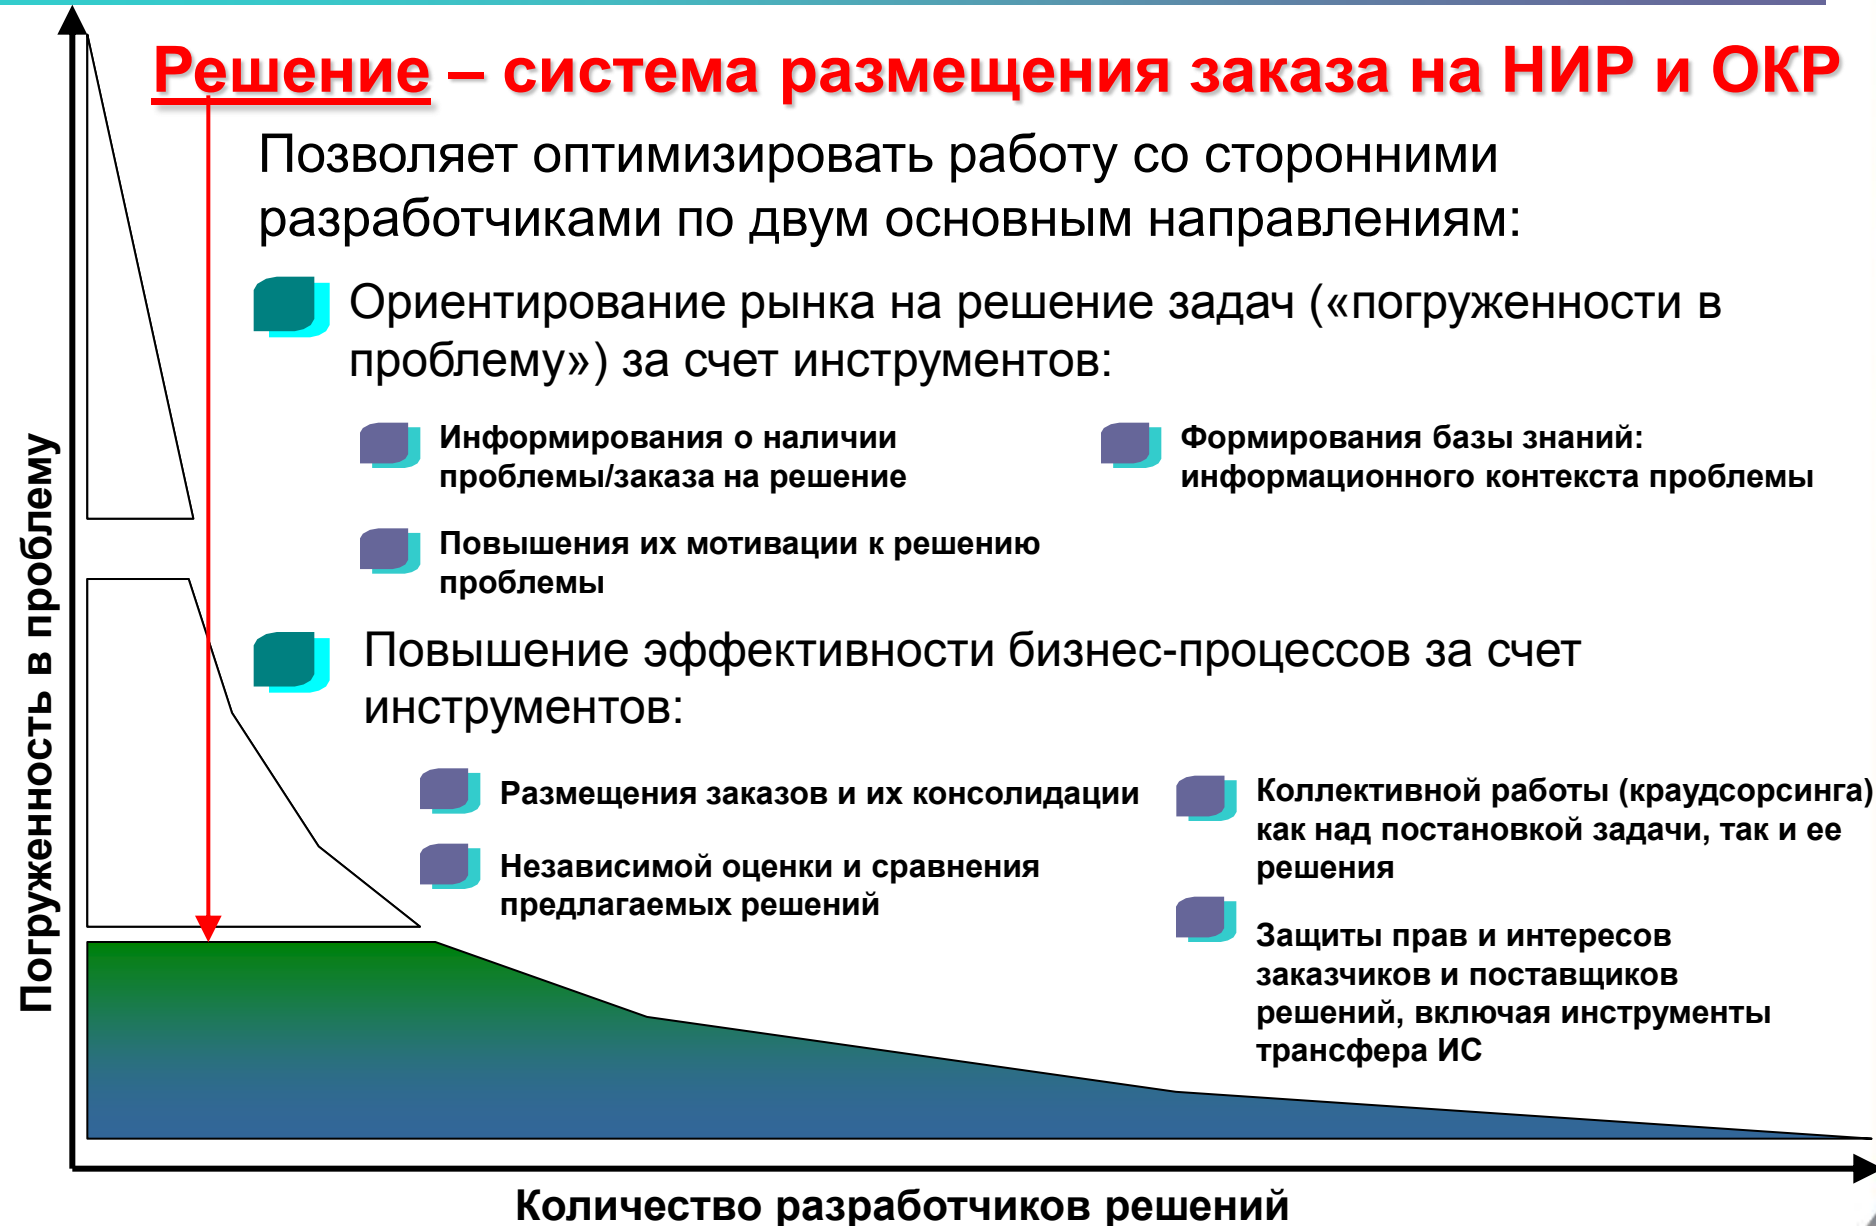 Решение – система размещения заказа на НИР и ОКР
Позволяет оптимизировать работу со сторонними
разработчиками по двум основным направлениям:
Ориентирование рынка на решение задач («погруженности в
проблему») за счет инструментов:
Информирования о наличии
проблемы/заказа на решение
Формирования базы знаний:
информационного контекста проблемы
Повышения их мотивации к решению
проблемы
Повышение эффективности бизнес-процессов за счет
инструментов:
Размещения заказов и их консолидации
Независимой оценки и сравнения
предлагаемых решений
Коллективной работы (краудсорсинга)
как над постановкой задачи, так и ее
решения
Защиты прав и интересов
заказчиков и поставщиков
решений, включая инструменты
трансфера ИС
Погруженность в проблему
Количество разработчиков решений